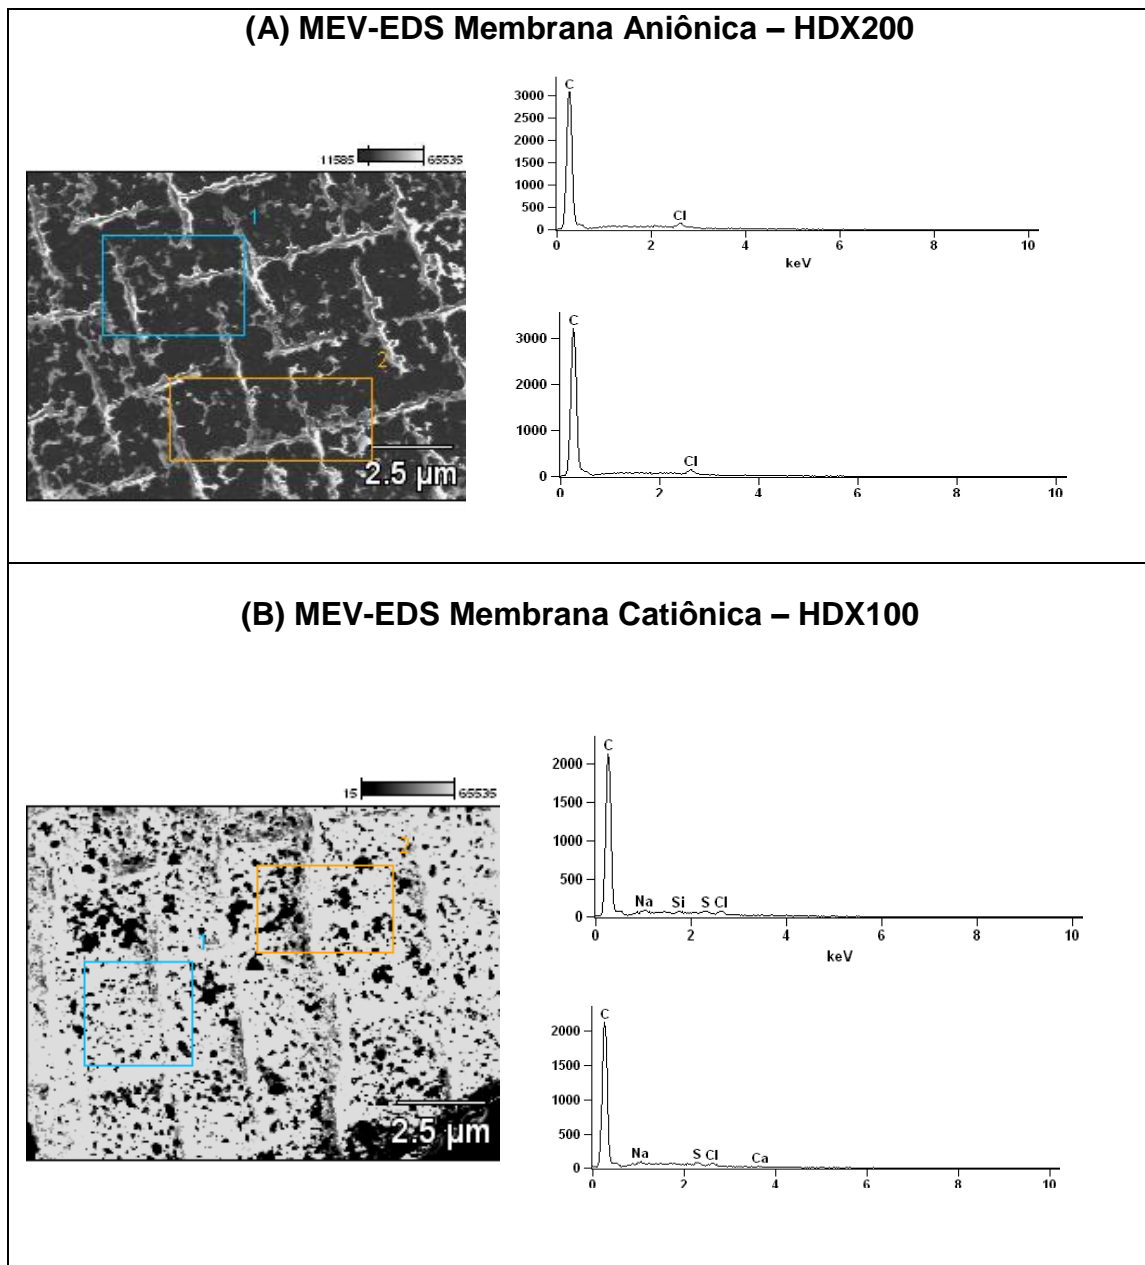 (A) MEV-EDS Membrana Aniônica – HDX200
11585 65535
1
2
2.5 µm
C
3000
2500
2000
1500
1000
500
0
Cl
0 2 4 6 8 10
keV
C
3000
2000
1000
0
Cl
0 2 4 6 8 10
(B) MEV-EDS Membrana Catiônica – HDX100
15 65535
2
1
2.5 µm
C
2000
1500
1000
500
0
Na Si S Cl
0 2 4 6 8 10
keV
C
2000
1500
1000
500
0
Na S Cl Ca
0 2 4 6 8 10